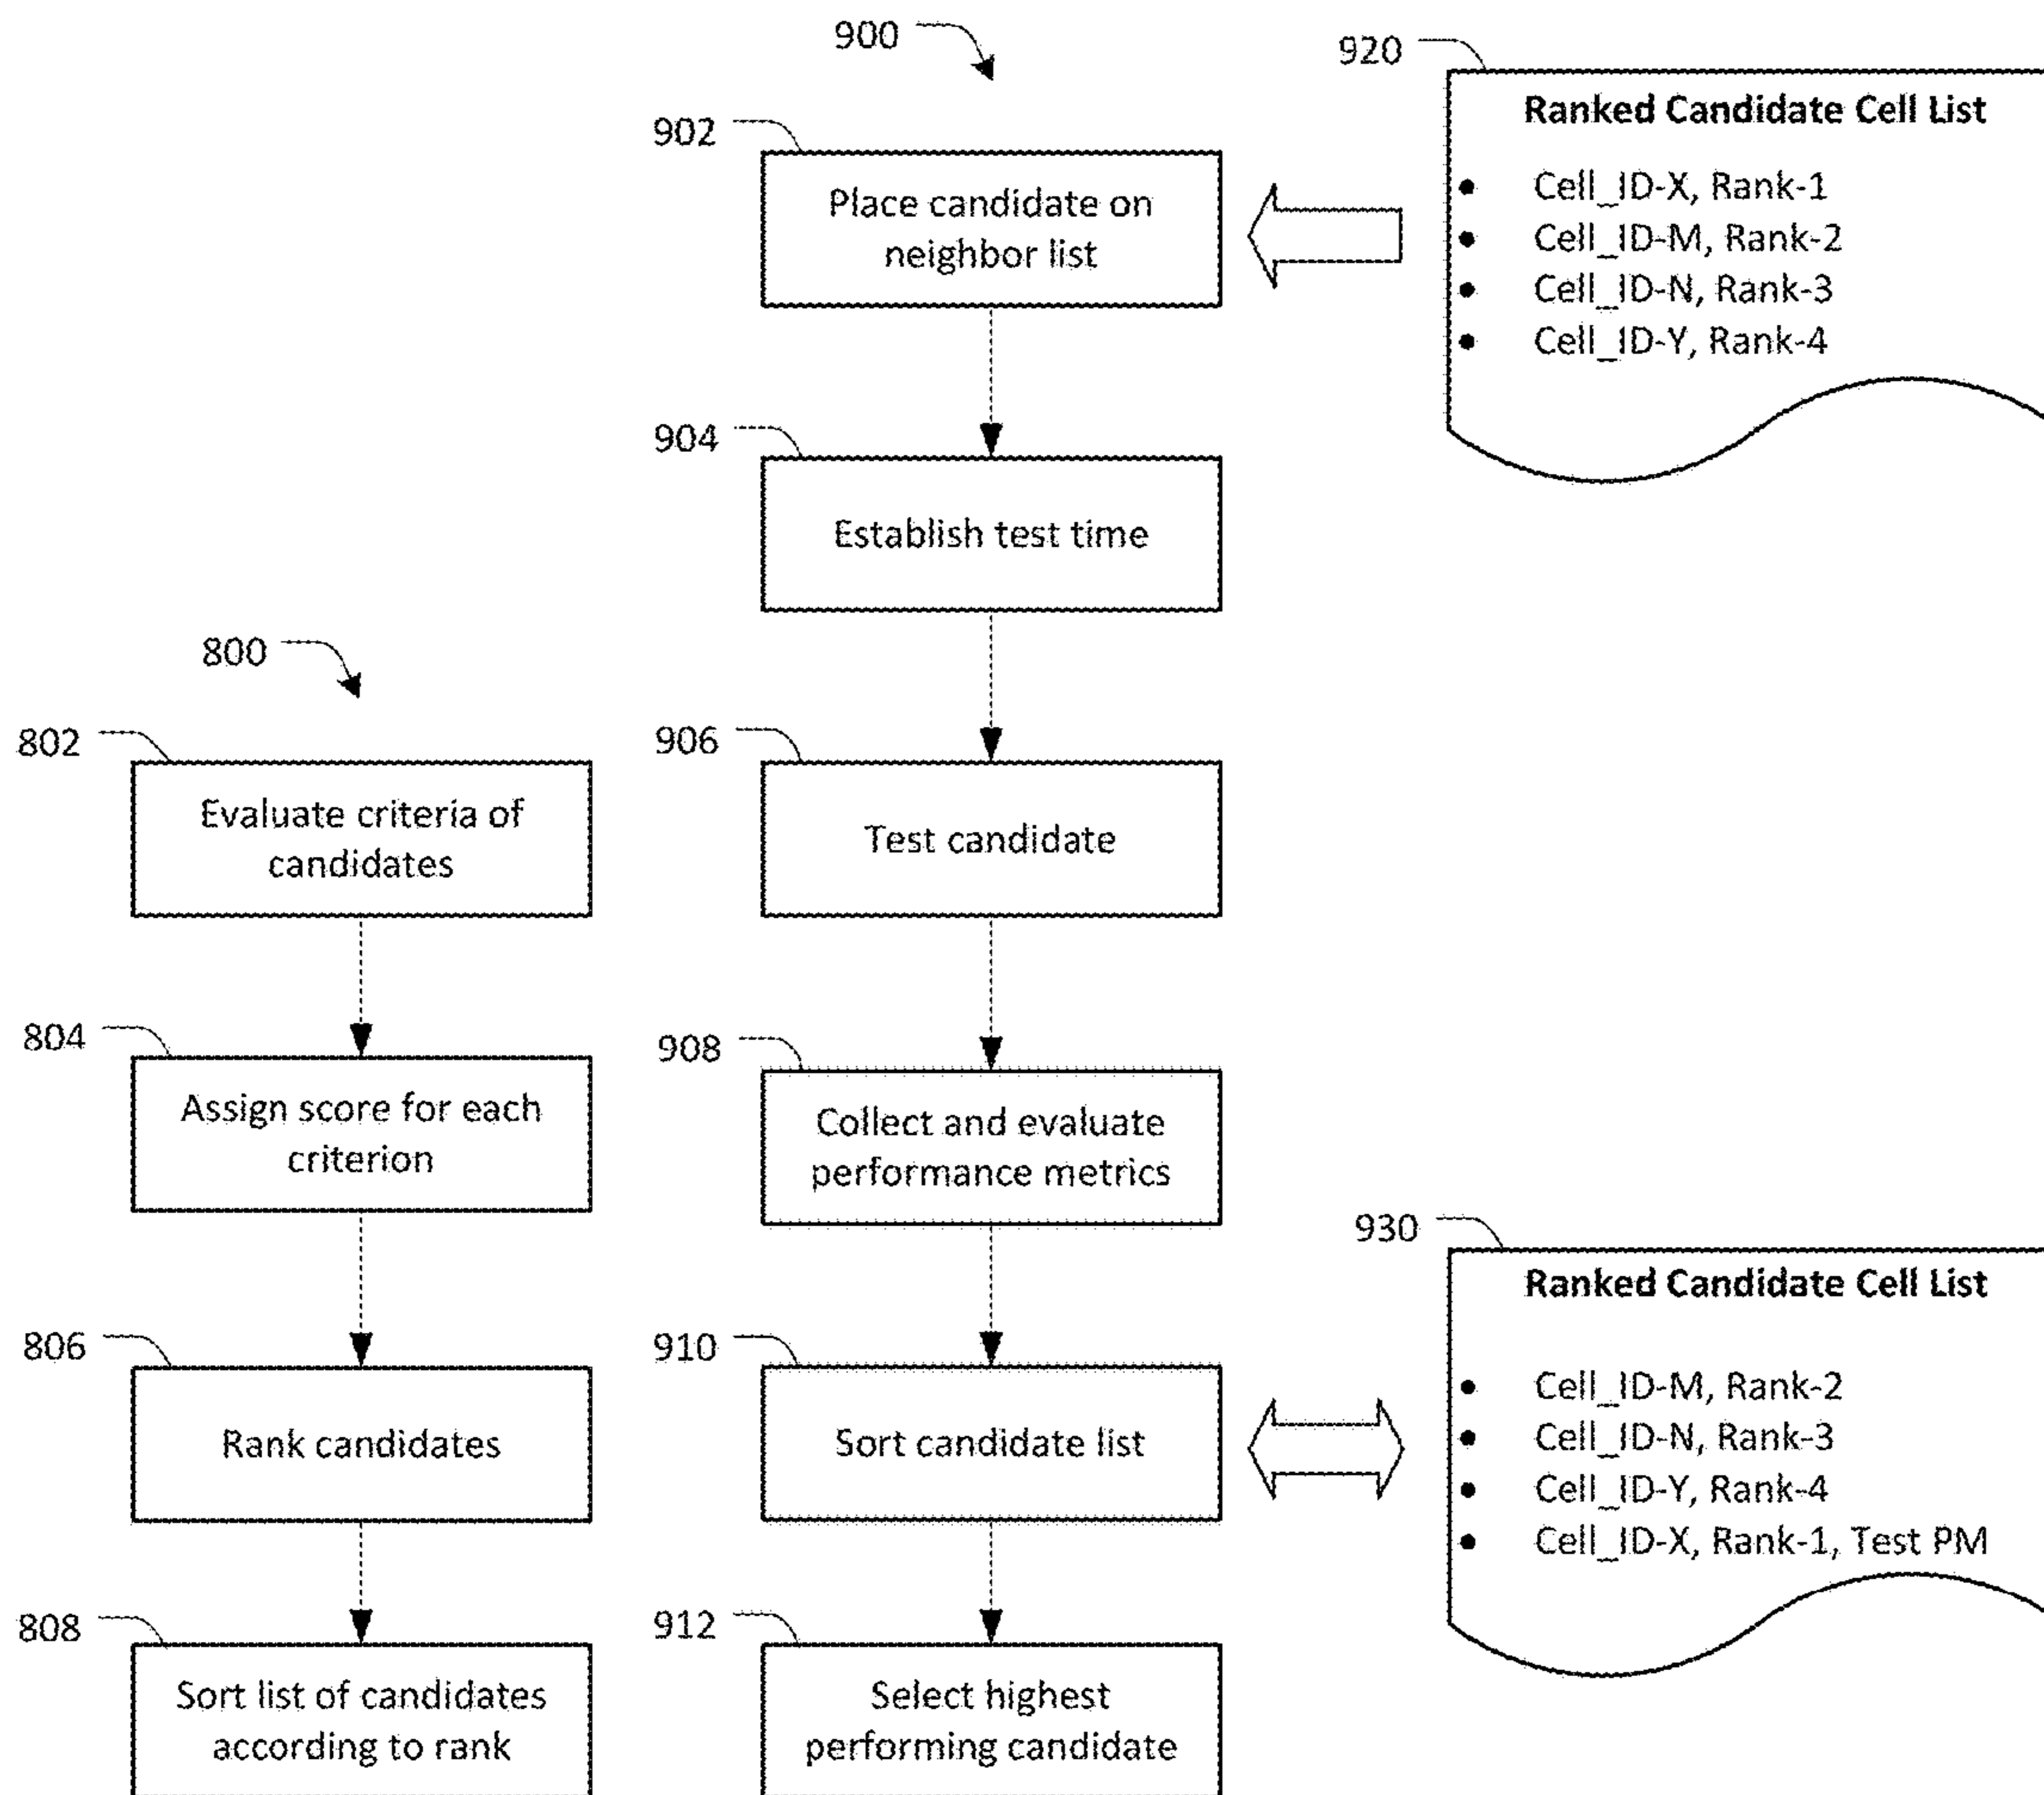 900
920
Ranked Candidate Cell List
• Cell_ID-X, Rank-1
• Cell_ID-M, Rank-2
• Cell_ID-N, Rank-3
• Cell_ID-Y, Rank-4
902
Place candidate on
neighbor list
904
Establish test time
906
Test candidate
908
Collect and evaluate
performance metrics
910
Sort candidate list
912
Select highest
performing candidate
930
Ranked Candidate Cell List
• Cell_ID-M, Rank-2
• Cell_ID-N, Rank-3
• Cell_ID-Y, Rank-4
• Cell_ID-X, Rank-1, Test PM
800
802
Evaluate criteria of
candidates
804
Assign score for each
criterion
806
Rank candidates
808
Sort list of candidates
according to rank